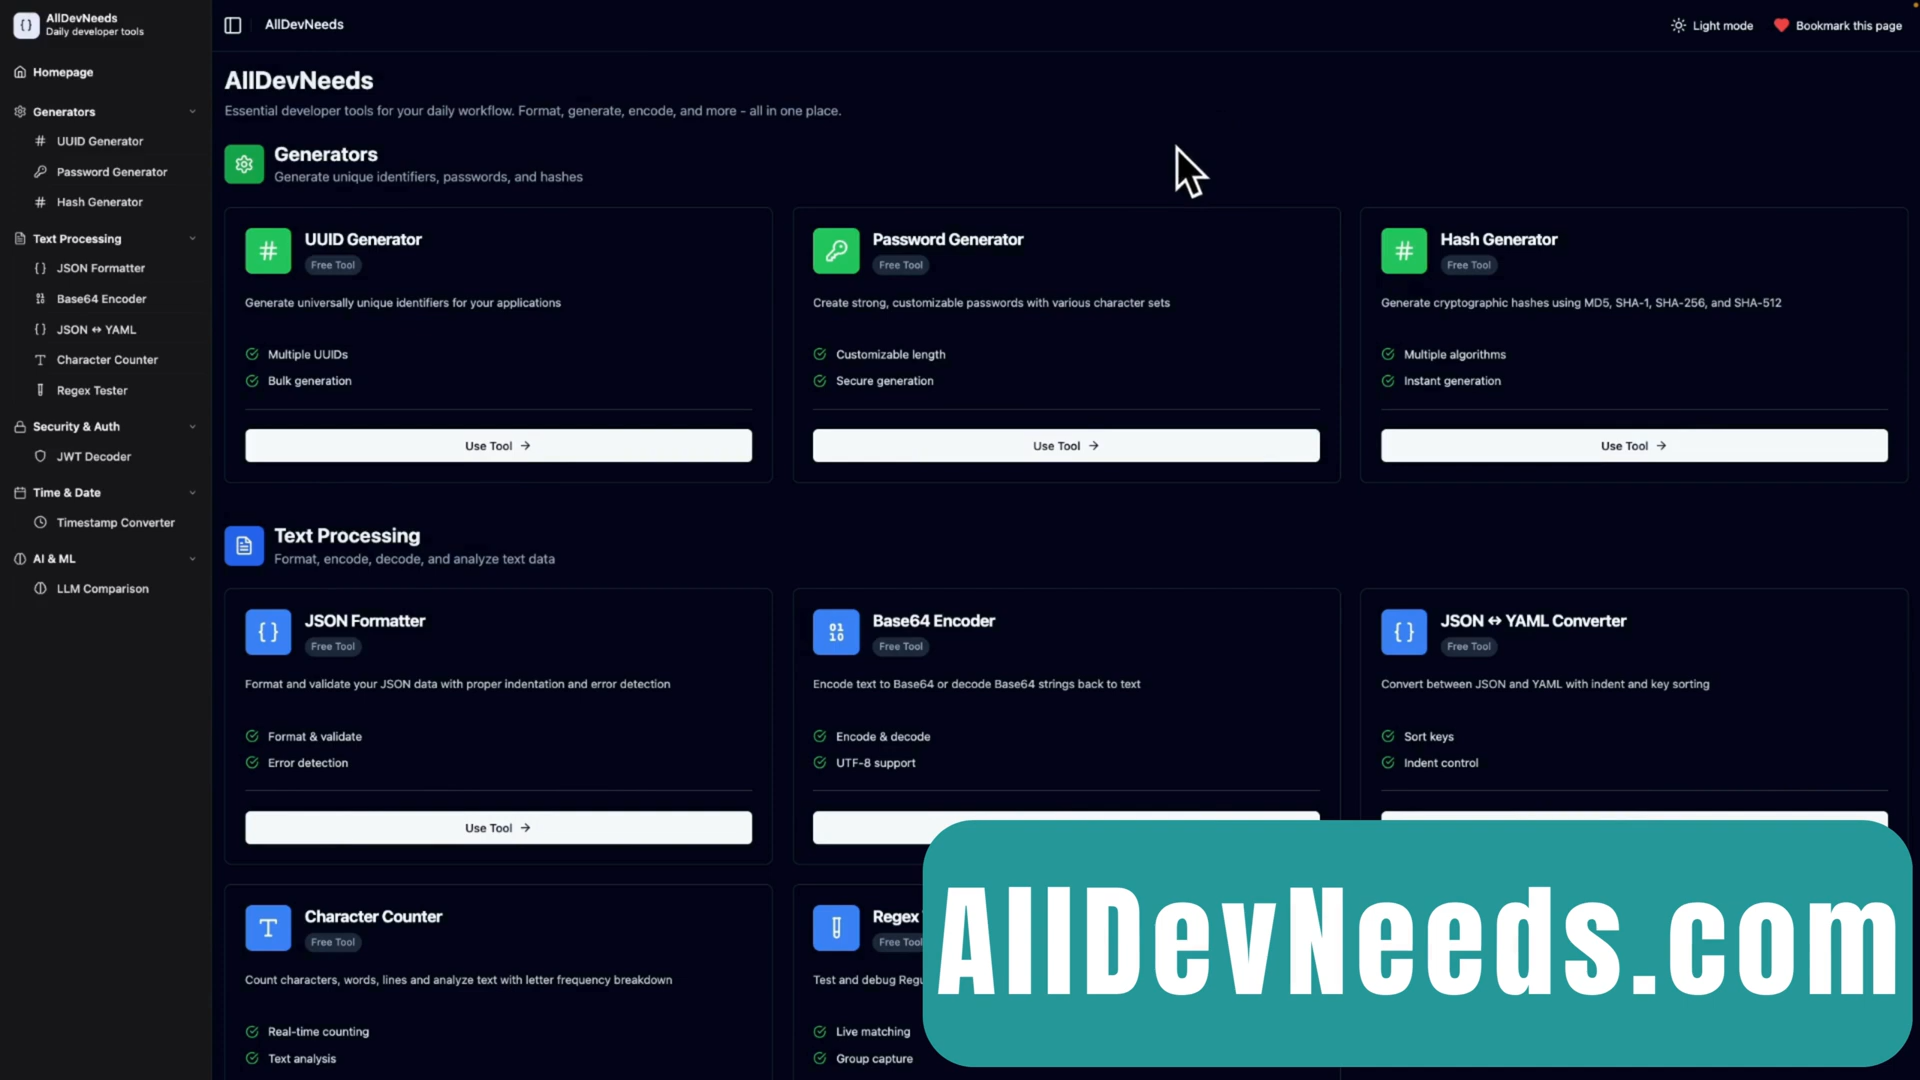 AllDevNeeds
Daily developer tools
Homepage
Generators
UUID Generator
Password Generator
Hash Generator
Text Processing
JSON Formatter
Base64 Encoder
JSON ↔ YAML
Character Counter
Regex Tester
Security & Auth
JWT Decoder
Time & Date
Timestamp Converter
AI & ML
LLM Comparison
AllDevNeeds
Light mode
Bookmark this page
AllDevNeeds
Essential developer tools for your daily workflow. Format, generate, encode, and more - all in one place.
Generators
Generate unique identifiers, passwords, and hashes
UUID Generator
Free Tool
Generate universally unique identifiers for your applications
Multiple UUIDs
Bulk generation
Use Tool →
Password Generator
Free Tool
Create strong, customizable passwords with various character sets
Customizable length
Secure generation
Use Tool →
Hash Generator
Free Tool
Generate cryptographic hashes using MD5, SHA-1, SHA-256, and SHA-512
Multiple algorithms
Instant generation
Use Tool →
Text Processing
Format, encode, decode, and analyze text data
JSON Formatter
Free Tool
Format and validate your JSON data with proper indentation and error detection
Format & validate
Error detection
Use Tool →
Base64 Encoder
Free Tool
Encode text to Base64 or decode Base64 strings back to text
Encode & decode
UTF-8 support
JSON ↔ YAML Converter
Free Tool
Convert between JSON and YAML with indent and key sorting
Sort keys
Indent control
Character Counter
Free Tool
Count characters, words, lines and analyze text with letter frequency breakdown
Real-time counting
Text analysis
Regex
Free Tool
Test and debug
Live matching
Group capture
AllDevNeeds.com